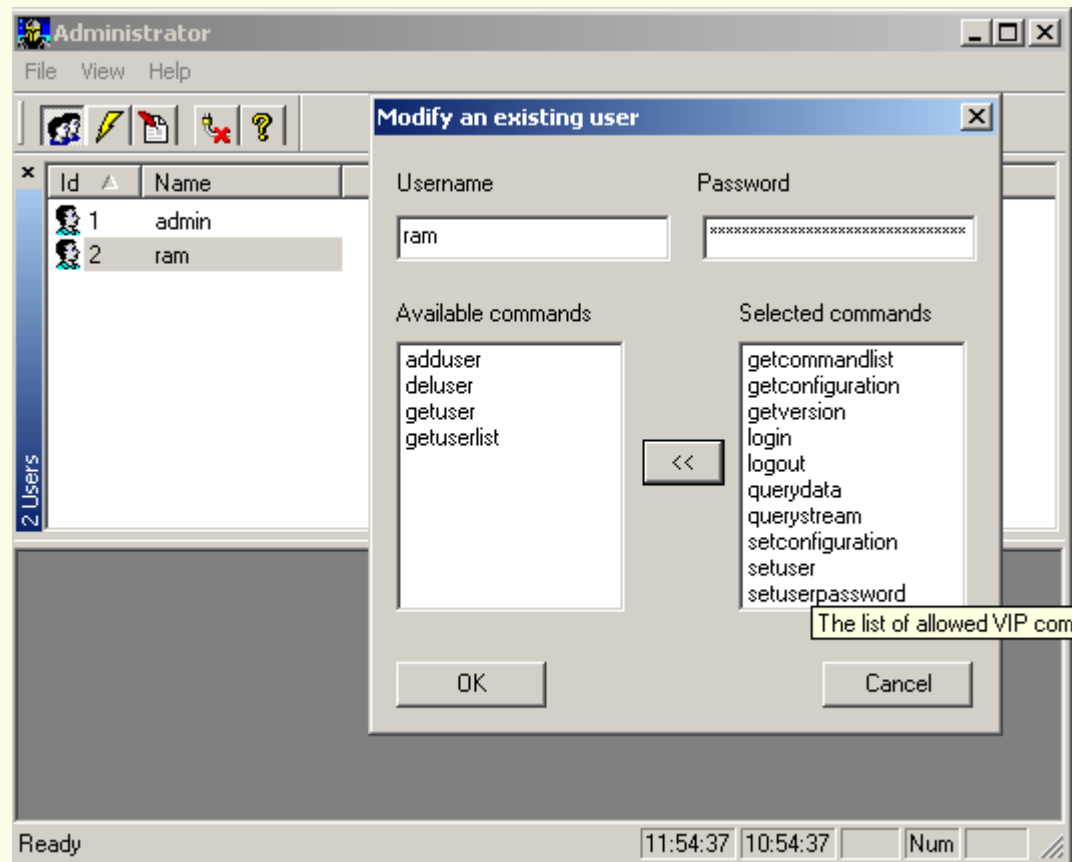 Administrator
File View Help
Modify an existing user
Id Name
1 admin
2 ram
2 Users
Username Password
ram ********************************
Available commands Selected commands
adduser
deluser
getuser
getuserlist
<<
getcommandlist
getconfiguration
getversion
login
logout
querydata
querystream
setconfiguration
setuser
setuserpassword
The list of allowed VIP com
OK Cancel
Ready 11:54:37 10:54:37 Num